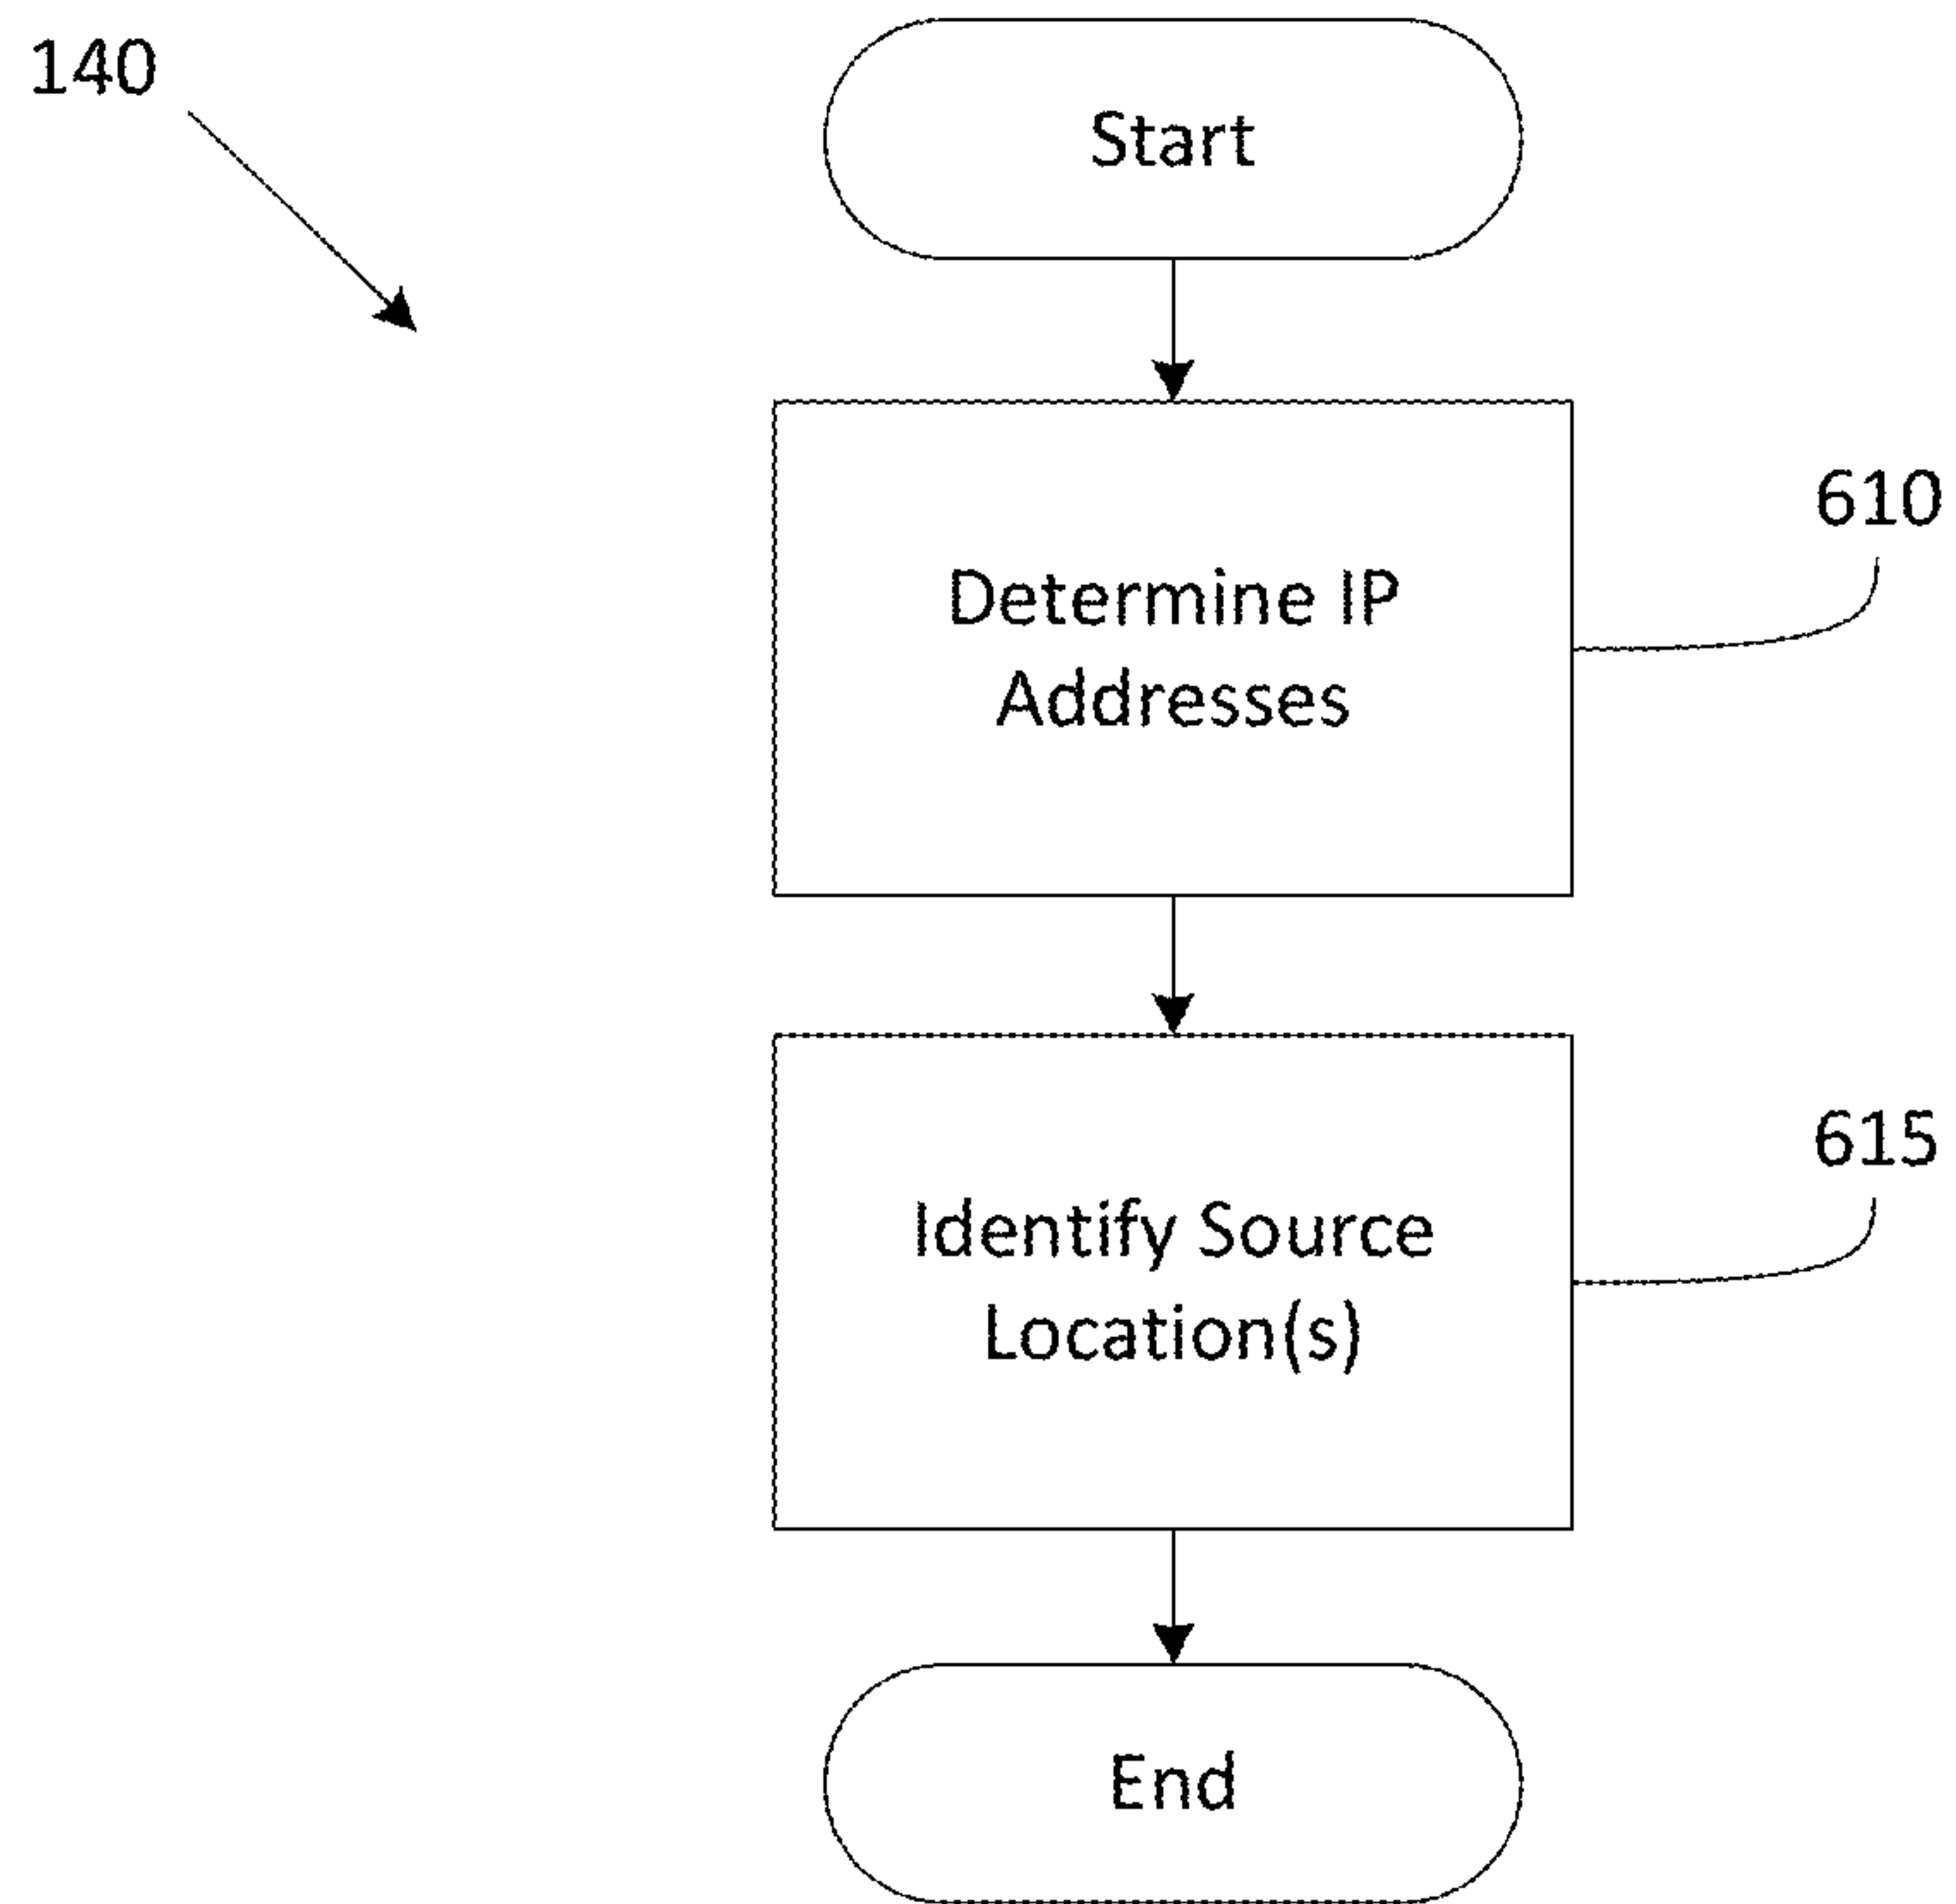 140
Start
610
Determine IP
Addresses
615
Identify Source
Location(s)
End